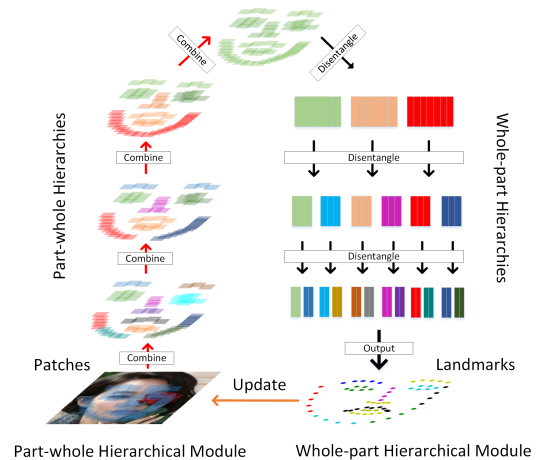 Combine
Disentangle
Part-whole Hierarchies
Combine
Disentangle
Whole-part Hierarchies
Combine
Disentangle
Combine
Output
Patches
Landmarks
Update
Part-whole Hierarchical Module
Whole-part Hierarchical Module